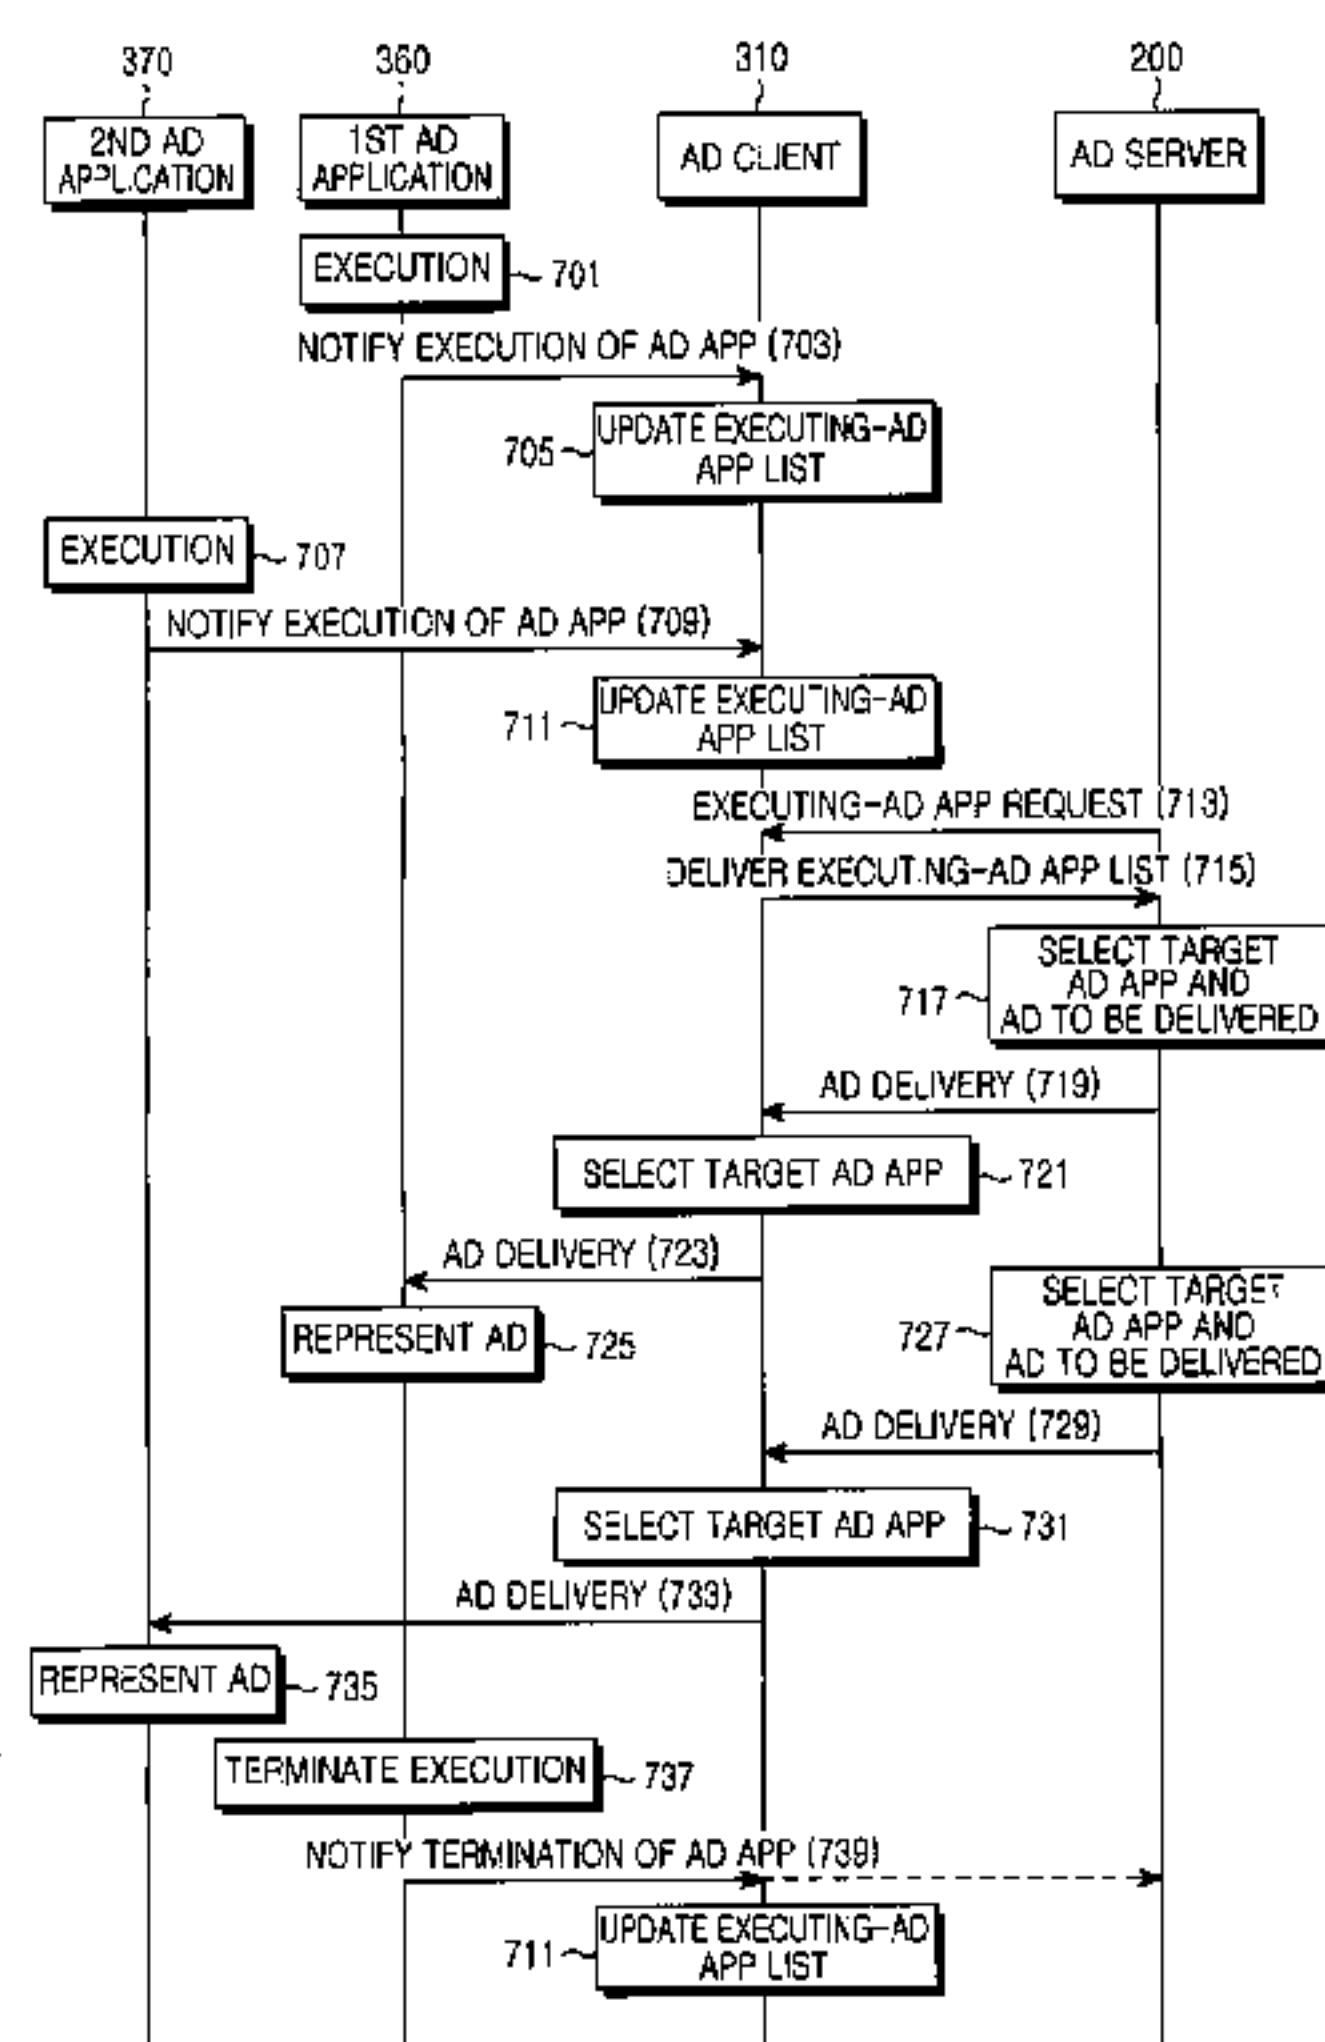 370
360
310
200
2ND AD
APPLICATION
1ST AD
APPLICATION
AD CLIENT
AD SERVER
EXECUTION
701
NOTIFY EXECUTION OF AD APP (703)
705
UPDATE EXECUTING-AD
APP LIST
EXECUTION
707
NOTIFY EXECUTION OF AD APP (709)
711
UPDATE EXECUTING-AD
APP LIST
EXECUTING-AD APP REQUEST (713)
DELIVER EXECUTING-AD APP LIST (715)
717
SELECT TARGET
AD APP AND
AD TO BE DELIVERED
AD DELIVERY (719)
SELECT TARGET AD APP
721
AD DELIVERY (723)
REPRESENT AD
725
727
SELECT TARGET
AD APP AND
AD TO BE DELIVERED
AD DELIVERY (729)
SELECT TARGET AD APP
731
AD DELIVERY (733)
REPRESENT AD
735
TERMINATE EXECUTION
737
NOTIFY TERMINATION OF AD APP (739)
711
UPDATE EXECUTING-AD
APP LIST